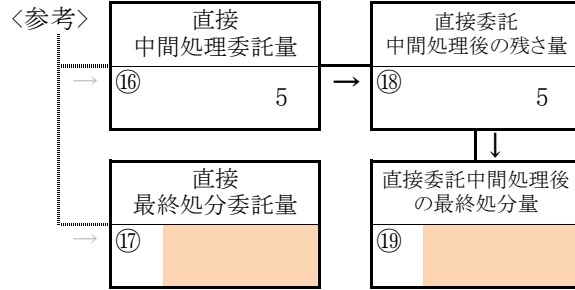 〈参考〉
直接
中間処理委託量
→
⑯
5
→
直接委託
中間処理後の残さ量
⑱
5
↓
直接
最終処分委託量
→
⑰
直接委託中間処理後
の最終処分量
⑲